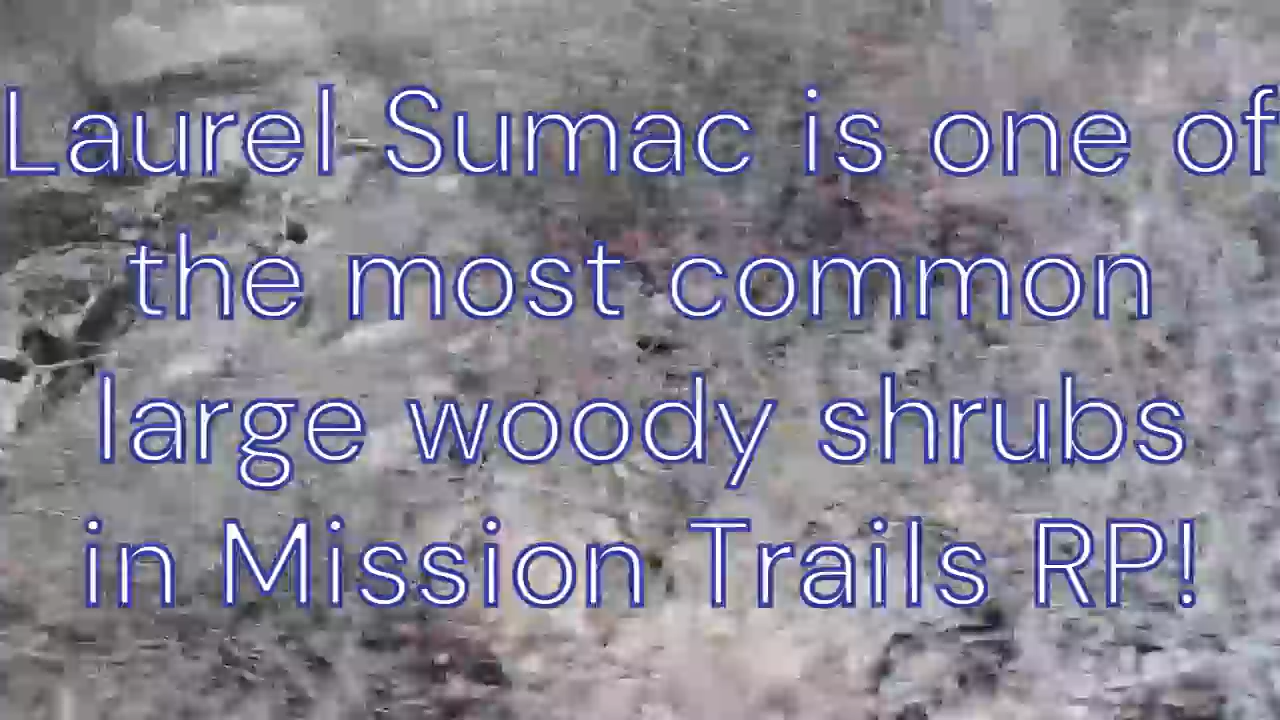 Laurel Sumac is one of
the most common
large woody shrubs
in Mission Trails RP!